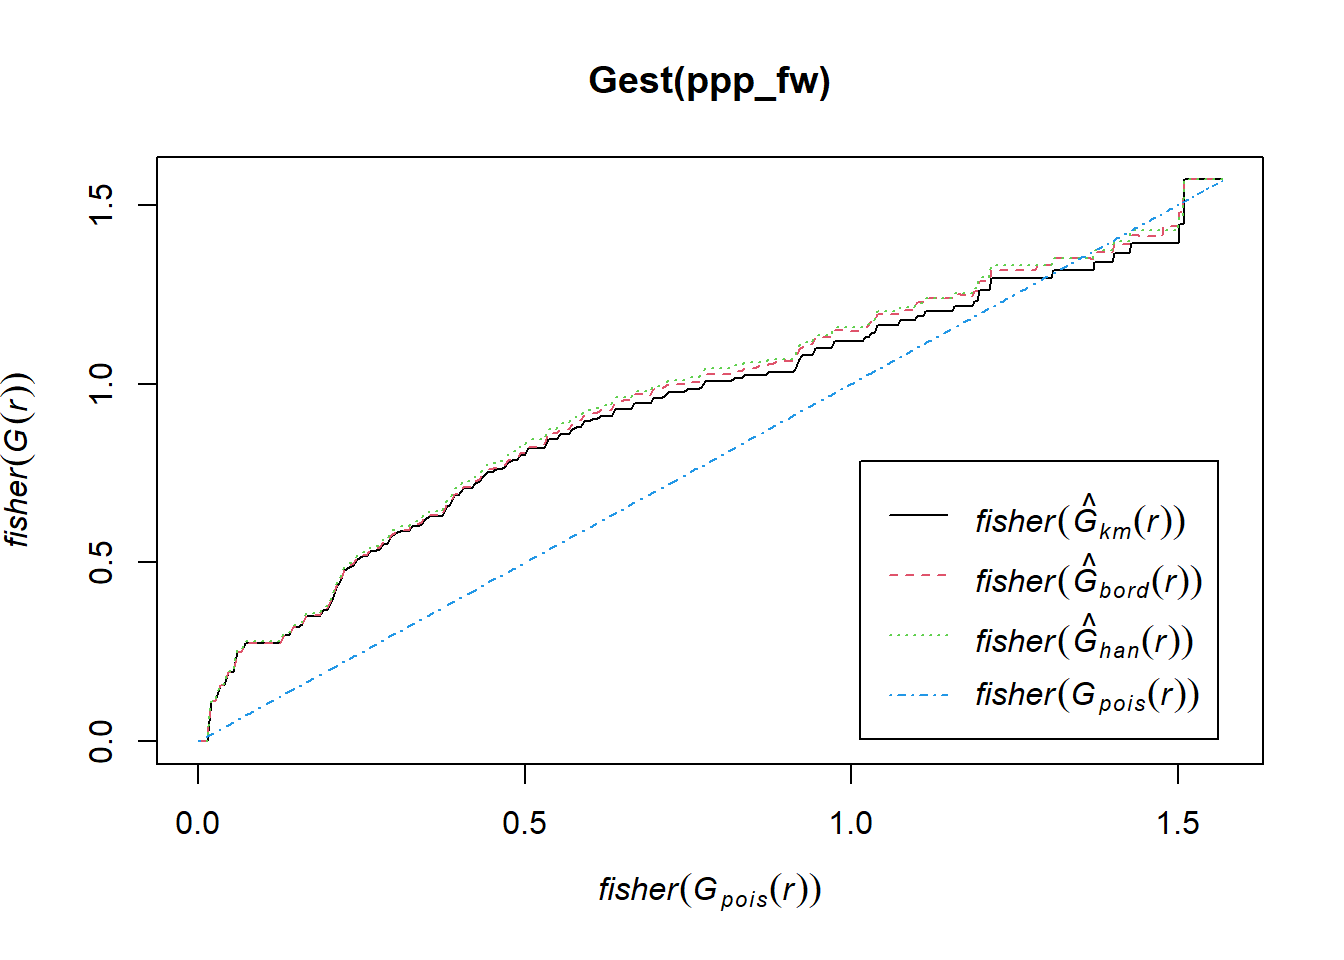 Gest(ppp_fw)
fisher(G(r))
1.5
1.0
0.5
0.0
fisher(Ĝkm(r))
fisher(Ĝbord(r))
fisher(Ĝhan(r))
fisher(Gpois(r))
0.0 0.5 1.0 1.5
fisher(Gpois(r))